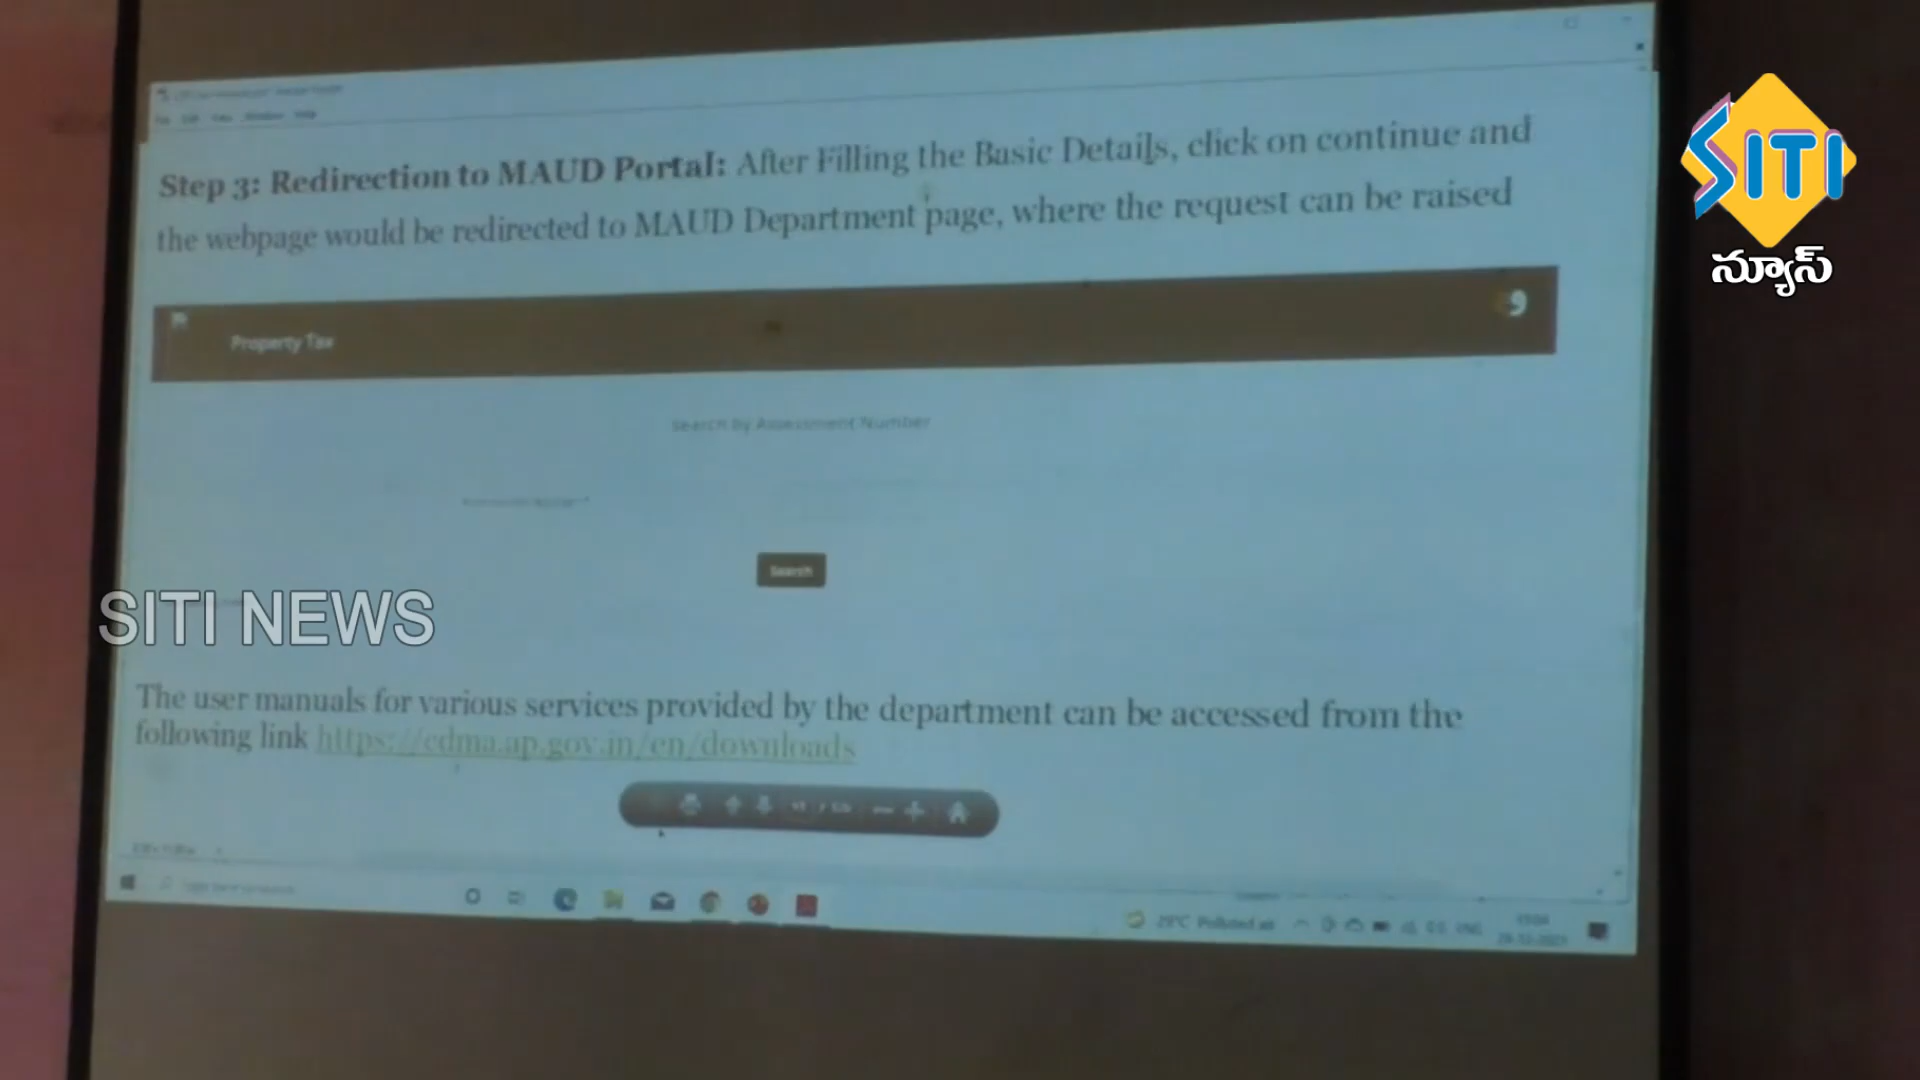 SITI
న్యూస్
Step 3: Redirection to MAUD Portal: After Filling the Basic Details, click on continue and
the webpage would be redirected to MAUD Department page, where the request can be raised
Property Tax
Search by Assessment Number
Search
SITI NEWS
The user manuals for various services provided by the department can be accessed from the
following link https://cdma.ap.gov.in/en/downloads
29°C